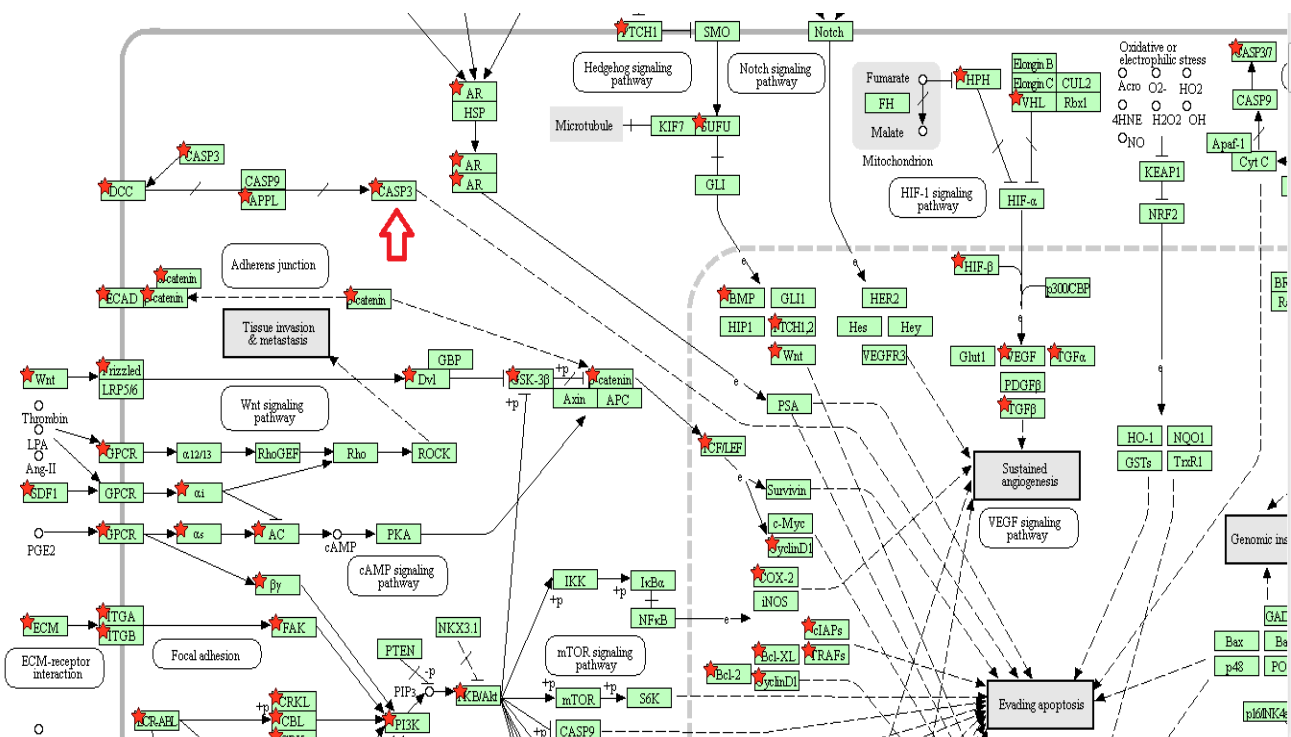 PTCH1
SMO
Notch
Hedgehog signaling
pathway
Notch signaling
pathway
Oxidative or
electrophilic stress
Acro O2- HO2
4HNE H2O2 OH
NO
CASP3/7
CASP9
Apaf-1
Cyt C
Fumarate
FH
Malate
Mitochondrion
HPH
Elongin B
Elongin C CUL2
VHL Rbx1
AR
HSP
AR
AR
Microtubule
KIF7 SUFU
GLI
HIF-1 signaling
pathway
HIF-α
KEAP1
NRF2
CASP3
DCC
CASP9
APPL
CASP3
Adherens junction
α-catenin
ECAD β-catenin
β-catenin
Tissue invasion
& metastasis
e
e
BMP GLI1
HIP1 PTCH1,2
Wnt
HER2
Hes Hey
VEGFR3
HIF-β
p300/CBP
e
Glut1 VEGF TGFα
PDGFβ
TGFβ
e
Wnt
Frizzled
LRP5/6
GBP
Dvl
GSK-3β
+p
+p
β-catenin
Axin APC
Wnt signaling
pathway
e
PSA
Thrombin
LPA
Ang-II
GPCR
α12/13
RhoGEF
Rho
ROCK
TCF/LEF
e
HO-1 NQO1
GSTs TrxR1
Sustained
angiogenesis
SDF1
GPCR
αi
Survivin
c-Myc
CyclinD1
VEGF signaling
pathway
PGE2
GPCR
αs
AC
cAMP
PKA
cAMP signaling
pathway
Genomic ins
βγ
IKK
+p
+p
IκBα
NFκB
e
COX-2
iNOS
ECM
ITGA
ITGB
FAK
Focal adhesion
ECM-receptor
interaction
NKX3.1
PTEN
-p
PIP3
PKB/Akt
mTOR signaling
pathway
+p
mTOR
+p
S6K
cIAPs
Bcl-XL TRAFs
Bcl-2 CyclinD1
Evading apoptosis
GAD
Bax Ba
p48 PO
p16/INK4
BCR-ABL
+p
CRKL
CBL
PI3K
+p
CASP9